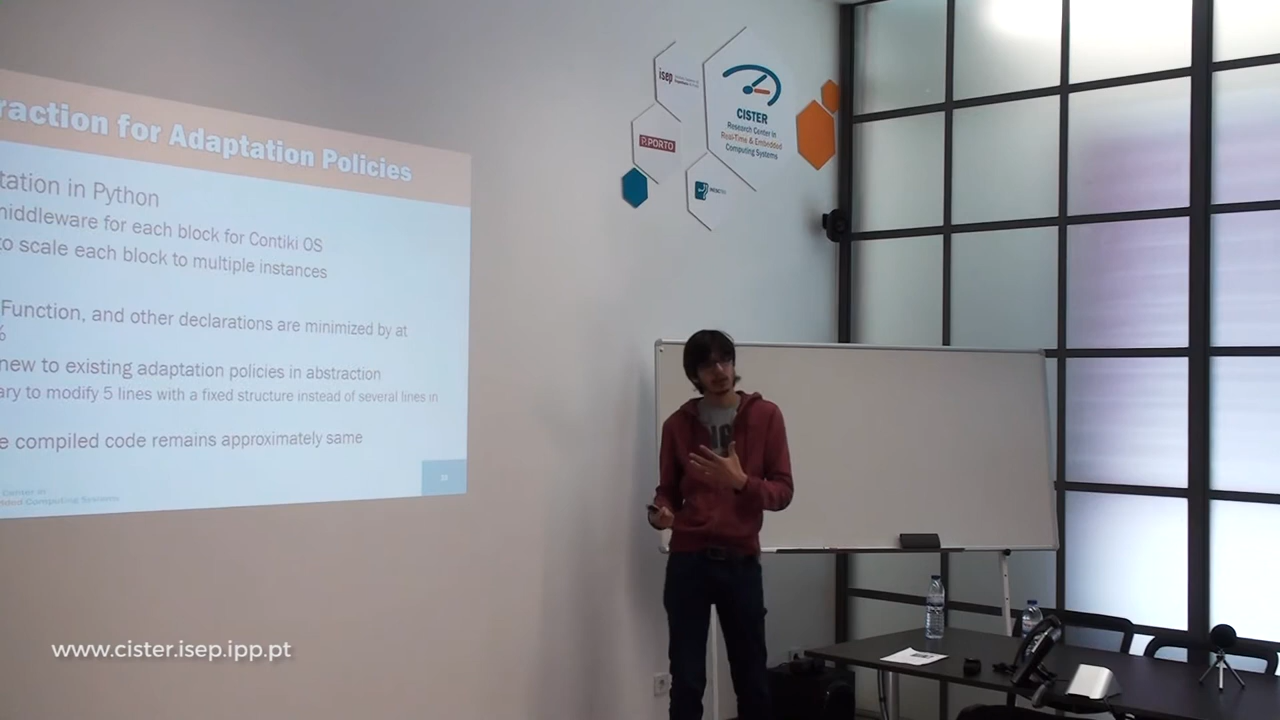 raction for Adaptation Policies
tation in Python
middleware for each block for Contiki OS
to scale each block to multiple instances
Function, and other declarations are minimized by at
%
new to existing adaptation policies in abstraction
ary to modify 5 lines with a fixed structure instead of several lines in
e compiled code remains approximately same
dded Computing Systems
isep
CISTER
Research Center in
Real-Time & Embedded
Computing Systems
P.PORTO
www.cister.isep.ipp.pt